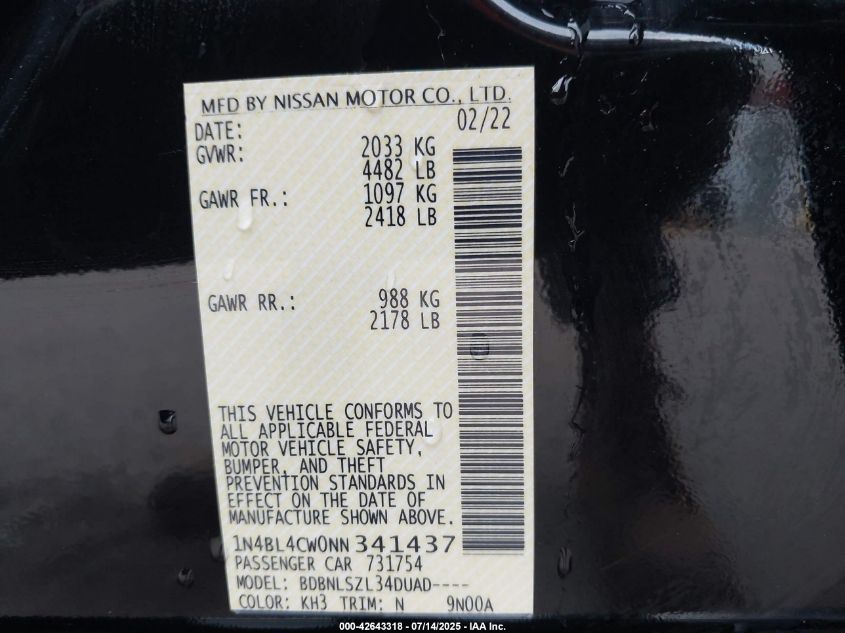 MFD BY NISSAN MOTOR CO., LTD.
DATE: 02/22
GVWR: 2033 KG
4482 LB
GAWR FR.: 1097 KG
2418 LB
GAWR RR.: 988 KG
2178 LB
THIS VEHICLE CONFORMS TO
ALL APPLICABLE FEDERAL
MOTOR VEHICLE SAFETY,
BUMPER, AND THEFT
PREVENTION STANDARDS IN
EFFECT ON THE DATE OF
MANUFACTURE SHOWN ABOVE.
1N4BL4CW0NN341437
PASSENGER CAR 731754
MODEL: BDBNLSZL34DUAD----
COLOR: KH3 TRIM: N 9N00A
000-42643318 - 07/14/2025 - IAA Inc.